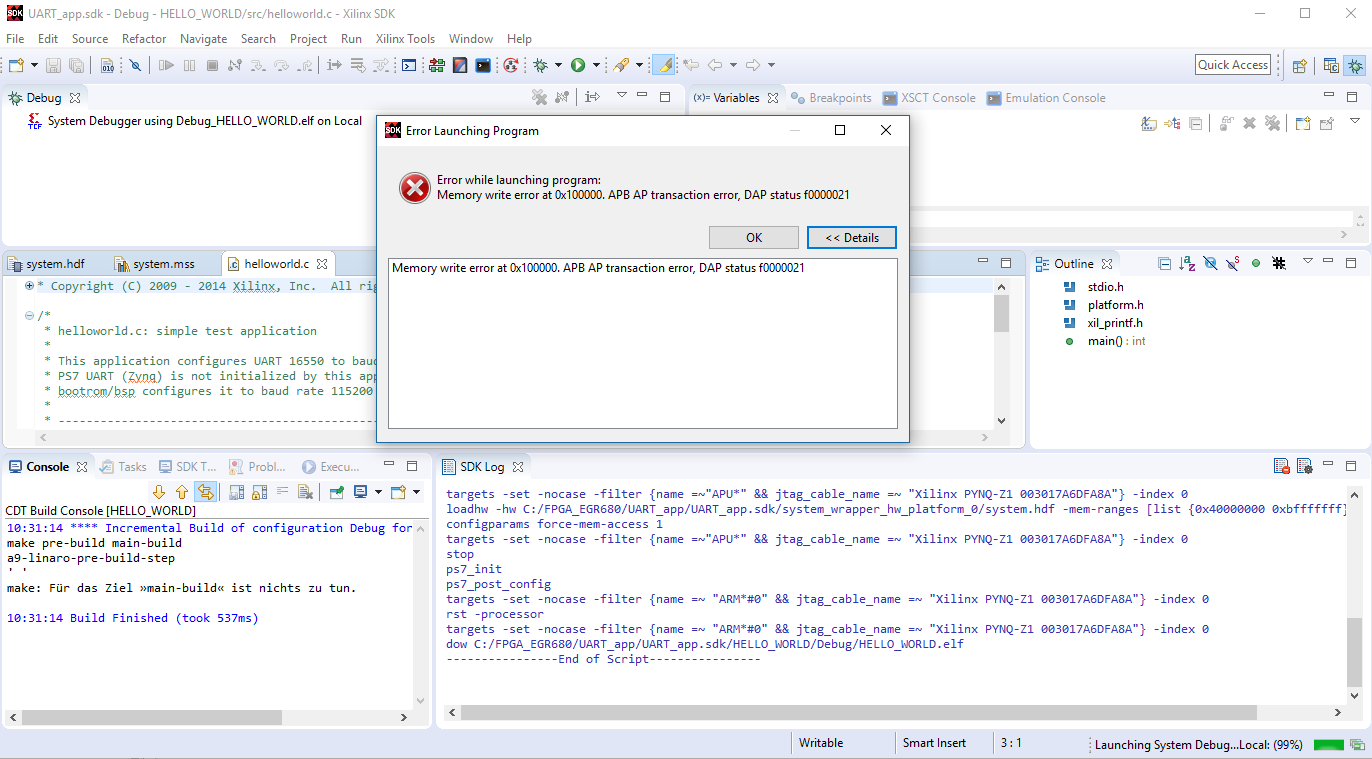 UART_app.sdk - Debug - HELLO_WORLD/src/helloworld.c - Xilinx SDK
File Edit Source Refactor Navigate Search Project Run Xilinx Tools Window Help
Quick Access
Debug
System Debugger using Debug_HELLO_WORLD.elf on Local
(x)= Variables Breakpoints XSCT Console Emulation Console
SDK Error Launching Program
Error while launching program:
Memory write error at 0x100000. APB AP transaction error, DAP status f0000021
OK << Details
Memory write error at 0x100000. APB AP transaction error, DAP status f0000021
system.hdf system.mss helloworld.c
* Copyright (C) 2009 - 2014 Xilinx, Inc.  All rig
/*
* helloworld.c: simple test application
*
* This application configures UART 16550 to baud
* PS7 UART (Zynq) is not initialized by this app
* bootrom/bsp configures it to baud rate 115200
*
* ------------------------------------------
Outline
stdio.h
platform.h
xil_printf.h
main() : int
Console Tasks SDK T... Probl... Execu...
CDT Build Console [HELLO_WORLD]
10:31:14 **** Incremental Build of configuration Debug for
make pre-build main-build
a9-linaro-pre-build-step
' '
make: Für das Ziel »main-build« ist nichts zu tun.
10:31:14 Build Finished (took 537ms)
SDK Log
targets -set -nocase -filter {name =~"APU*" && jtag_cable_name =~ "Xilinx PYNQ-Z1 003017A6DFA8A"} -index 0
loadhw -hw C:/FPGA_EGR680/UART_app/UART_app.sdk/system_wrapper_hw_platform_0/system.hdf -mem-ranges [list {0x40000000 0xbfffffff}]
configparams force-mem-access 1
targets -set -nocase -filter {name =~"APU*" && jtag_cable_name =~ "Xilinx PYNQ-Z1 003017A6DFA8A"} -index 0
stop
ps7_init
ps7_post_config
targets -set -nocase -filter {name =~ "ARM*#0" && jtag_cable_name =~ "Xilinx PYNQ-Z1 003017A6DFA8A"} -index 0
rst -processor
targets -set -nocase -filter {name =~ "ARM*#0" && jtag_cable_name =~ "Xilinx PYNQ-Z1 003017A6DFA8A"} -index 0
dow C:/FPGA_EGR680/UART_app/UART_app.sdk/HELLO_WORLD/Debug/HELLO_WORLD.elf
----------------End of Script----------------
Writable Smart Insert 3 : 1 Launching System Debug...Local: (99%)